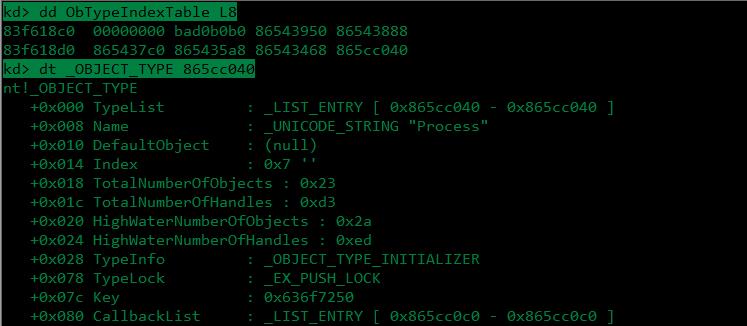 kd> dd ObTypeIndexTable L8
83f618c0  00000000 bad0b0b0 86543950 86543888
83f618d0  865437c0 865435a8 86543468 865cc040
kd> dt _OBJECT_TYPE 865cc040
nt!_OBJECT_TYPE
   +0x000 TypeList         : _LIST_ENTRY [ 0x865cc040 - 0x865cc040 ]
   +0x008 Name             : _UNICODE_STRING "Process"
   +0x010 DefaultObject    : (null)
   +0x014 Index            : 0x7 ''
   +0x018 TotalNumberOfObjects : 0x23
   +0x01c TotalNumberOfHandles : 0xd3
   +0x020 HighWaterNumberOfObjects : 0x2a
   +0x024 HighWaterNumberOfHandles : 0xed
   +0x028 TypeInfo         : _OBJECT_TYPE_INITIALIZER
   +0x078 TypeLock         : _EX_PUSH_LOCK
   +0x07c Key              : 0x636f7250
   +0x080 CallbackList     : _LIST_ENTRY [ 0x865cc0c0 - 0x865cc0c0 ]